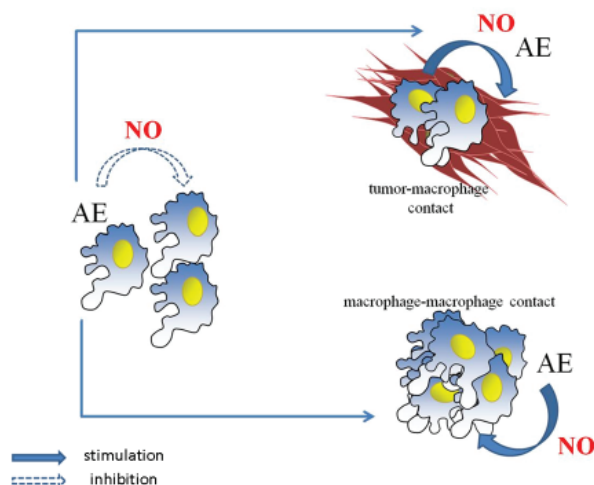 NO
AE
tumor-macrophage
contact
NO
AE
macrophage-macrophage contact
AE
NO
stimulation
inhibition